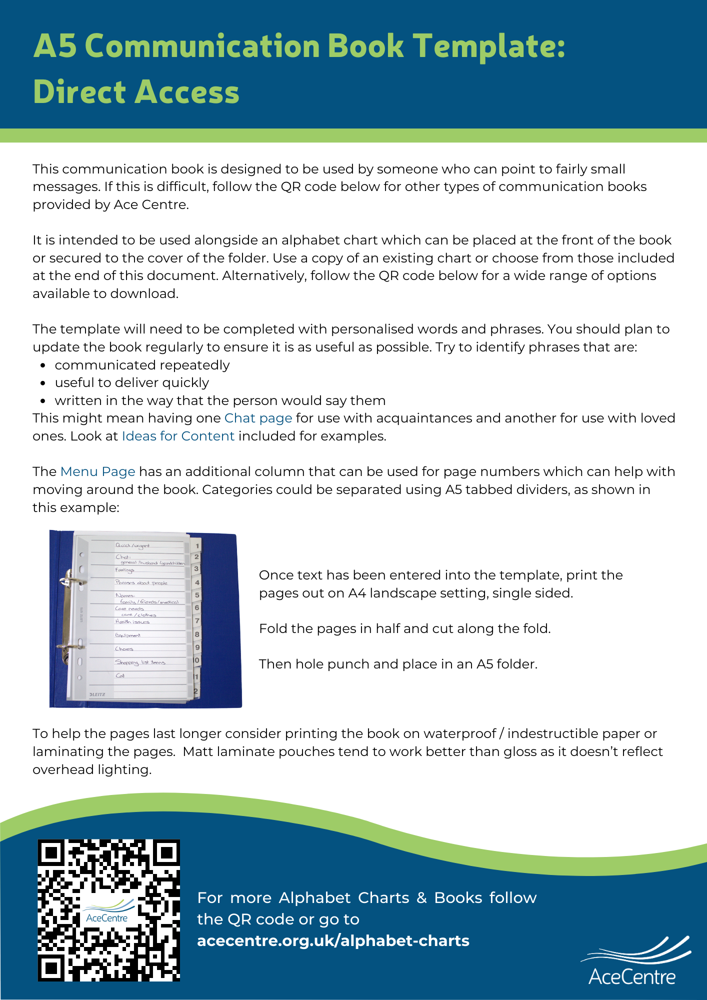 A5 Communication Book Template:
Direct Access
This communication book is designed to be used by someone who can point to fairly small
messages. If this is difficult, follow the QR code below for other types of communication books
provided by Ace Centre.
It is intended to be used alongside an alphabet chart which can be placed at the front of the book
or secured to the cover of the folder. Use a copy of an existing chart or choose from those included
at the end of this document. Alternatively, follow the QR code below for a wide range of options
available to download.
The template will need to be completed with personalised words and phrases. You should plan to
update the book regularly to ensure it is as useful as possible. Try to identify phrases that are:
• communicated repeatedly
• useful to deliver quickly
• written in the way that the person would say them
This might mean having one Chat page for use with acquaintances and another for use with loved
ones. Look at Ideas for Content included for examples.
The Menu Page has an additional column that can be used for page numbers which can help with
moving around the book. Categories could be separated using A5 tabbed dividers, as shown in
this example:
Quick/urgent 1
Chat: 2
general/husband/grandchildren
Feelings 3
Phrases about people 4
Names: 5
family/friends/medical
Care needs 6
care/clothes
Health issues 7
Equipment 8
Chores 9
Shopping list items 0
Cat 11
2
LEITZ
LEITZ
Once text has been entered into the template, print the
pages out on A4 landscape setting, single sided.
Fold the pages in half and cut along the fold.
Then hole punch and place in an A5 folder.
To help the pages last longer consider printing the book on waterproof / indestructible paper or
laminating the pages. Matt laminate pouches tend to work better than gloss as it doesn’t reflect
overhead lighting.
AceCentre
For more Alphabet Charts & Books follow
the QR code or go to
acecentre.org.uk/alphabet-charts
AceCentre